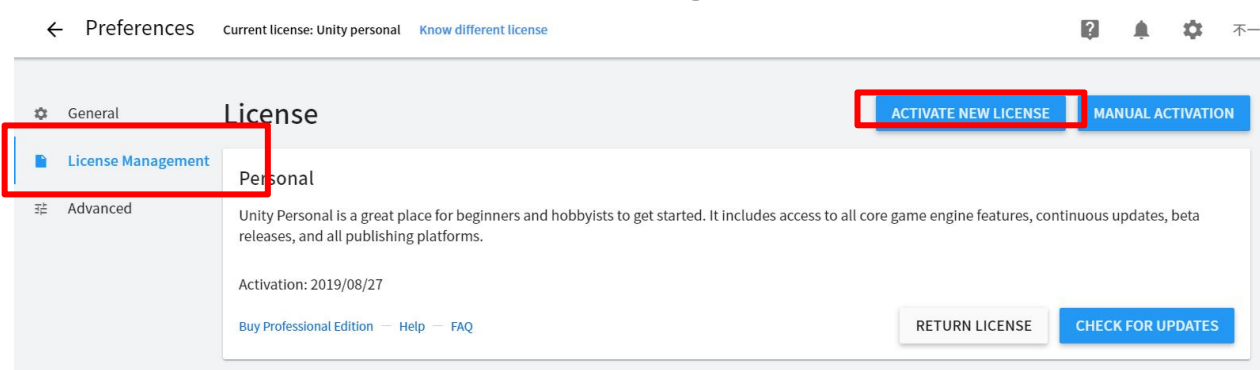 Preferences Current license: Unity personal Know different license 不一
General
License Management
Advanced
License
ACTIVATE NEW LICENSE MANUAL ACTIVATION
Personal
Unity Personal is a great place for beginners and hobbyists to get started. It includes access to all core game engine features, continuous updates, beta
releases, and all publishing platforms.
Activation: 2019/08/27
Buy Professional Edition — Help — FAQ
RETURN LICENSE CHECK FOR UPDATES